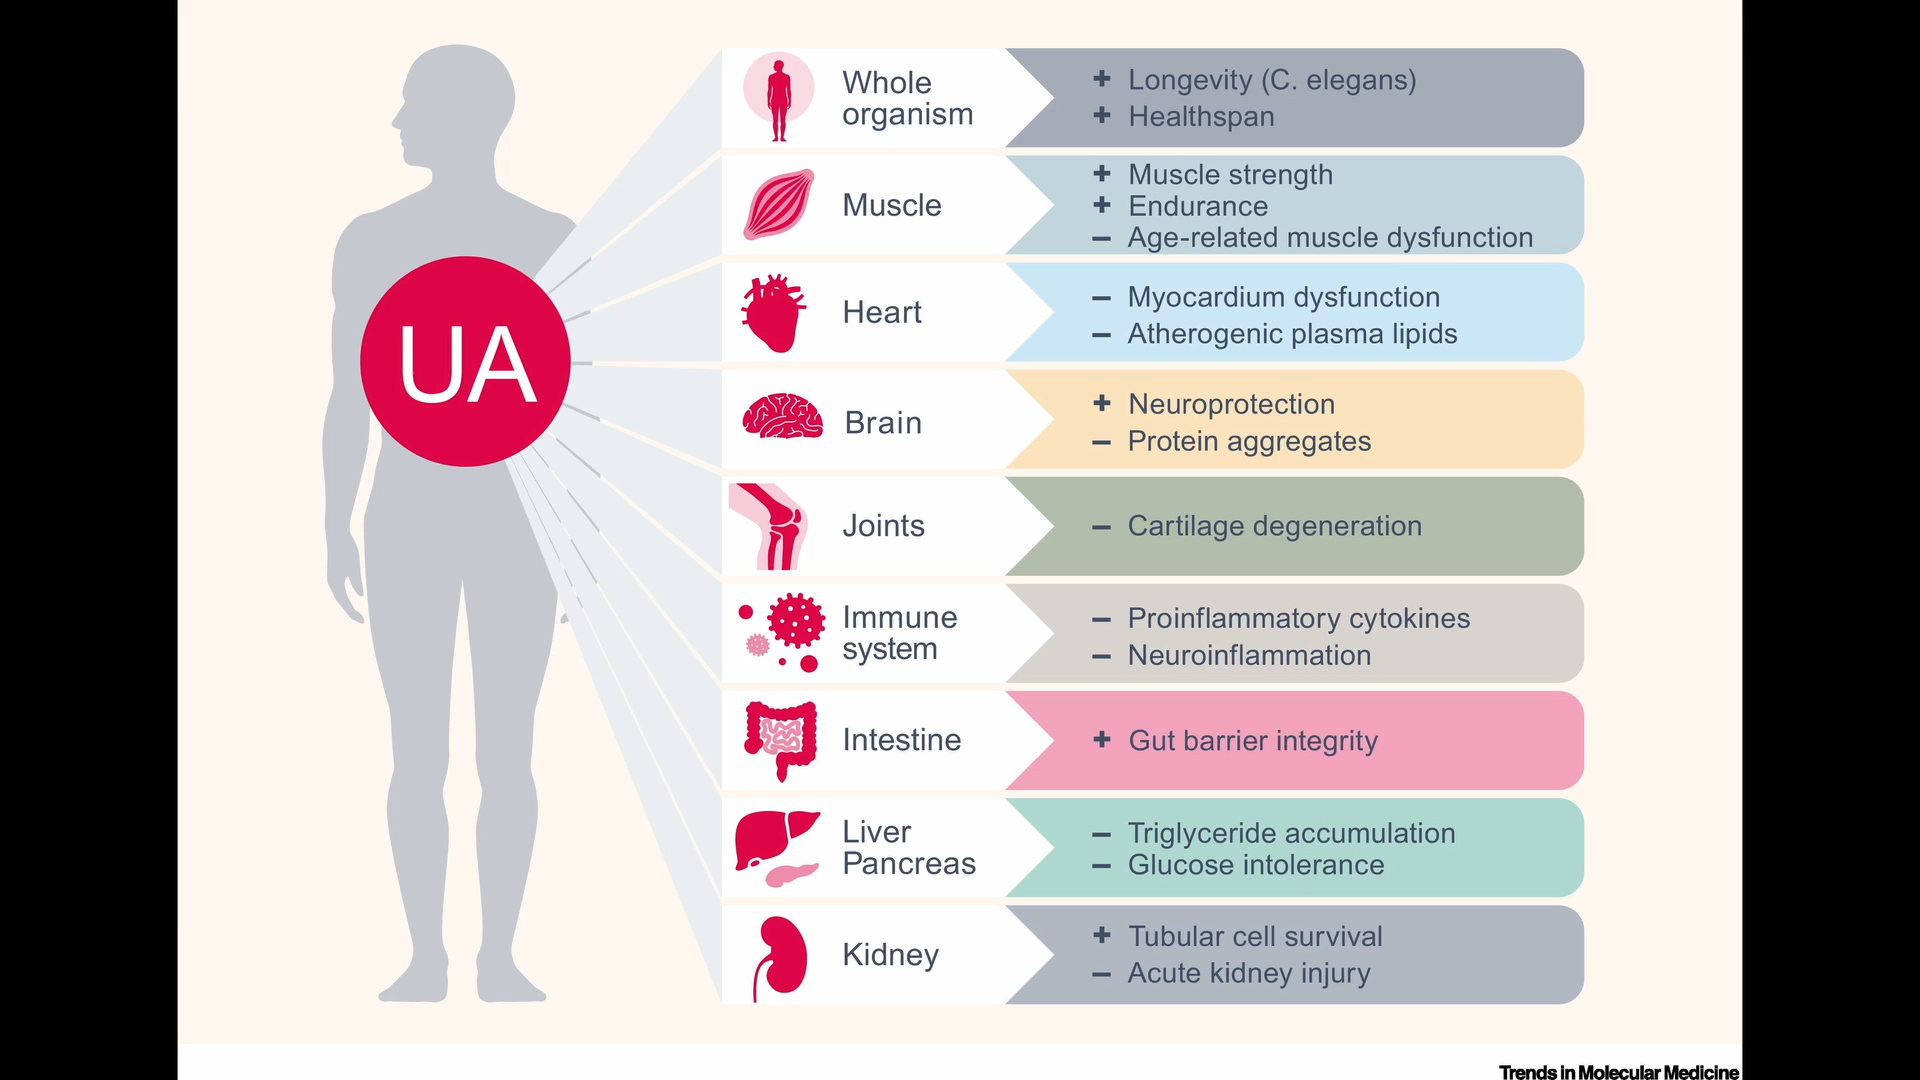 UA
Whole
organism
+ Longevity (C. elegans)
+ Healthspan
Muscle
+ Muscle strength
+ Endurance
– Age-related muscle dysfunction
Heart
– Myocardium dysfunction
– Atherogenic plasma lipids
Brain
+ Neuroprotection
– Protein aggregates
Joints
– Cartilage degeneration
Immune
system
– Proinflammatory cytokines
– Neuroinflammation
Intestine
+ Gut barrier integrity
Liver
Pancreas
– Triglyceride accumulation
– Glucose intolerance
Kidney
+ Tubular cell survival
– Acute kidney injury
Trends in Molecular Medicine